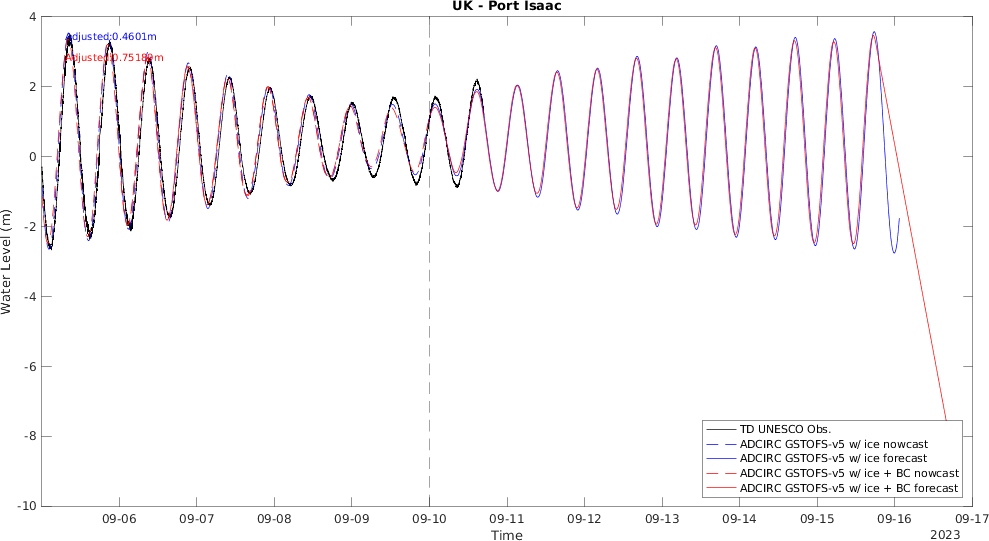 UK - Port Isaac
Adjusted:0.4601m
Water Level (m)
4
2
0
-2
-4
-6
-8
-10
TD UNESCO Obs.
ADCIRC GSTOFS-v5 w/ ice nowcast
ADCIRC GSTOFS-v5 w/ ice forecast
ADCIRC GSTOFS-v5 w/ ice + BC nowcast
ADCIRC GSTOFS-v5 w/ ice + BC forecast
09-06 09-07 09-08 09-09 09-10 09-11 09-12 09-13 09-14 09-15 09-16 09-17
Time
2023